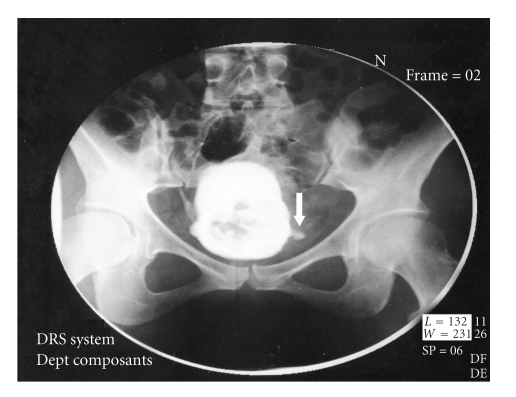 N
Frame = 02
DRS system
Dept composants
L = 132 11
W = 231 26
SP = 06
DF
DE